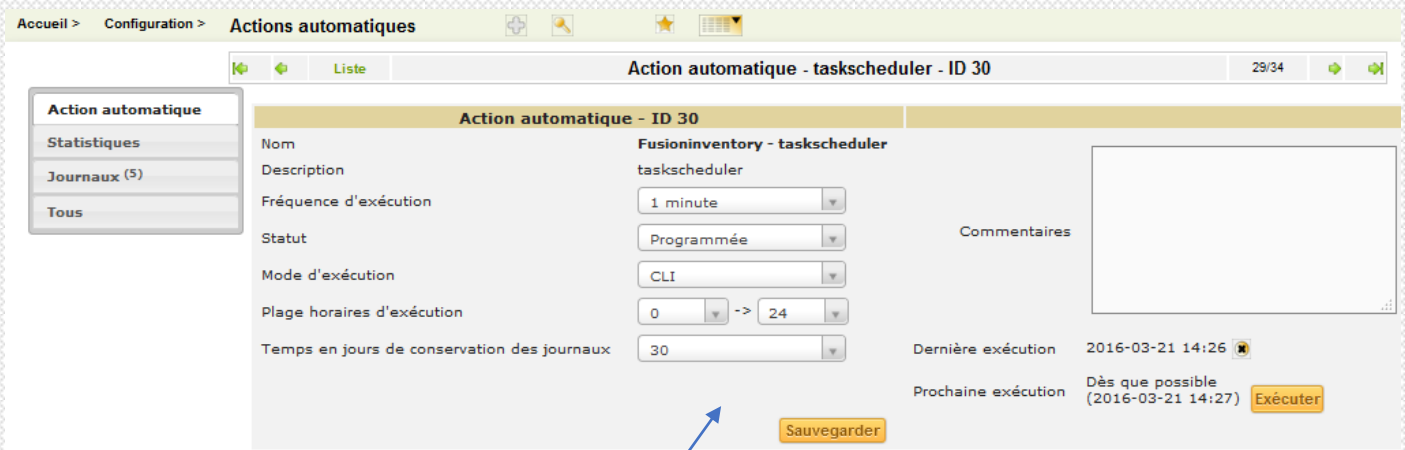 Accueil > Configuration > Actions automatiques
Liste Action automatique - taskscheduler - ID 30 29/34
Action automatique
Statistiques
Journaux (5)
Tous
Action automatique - ID 30
Nom Fusioninventory - taskscheduler
Description taskscheduler
Fréquence d'exécution 1 minute
Statut Programmée
Mode d'exécution CLI
Plage horaires d'exécution 0 -> 24
Temps en jours de conservation des journaux 30
Sauvegarder
Commentaires
Dernière exécution 2016-03-21 14:26
Prochaine exécution Dès que possible
(2016-03-21 14:27) Exécuter